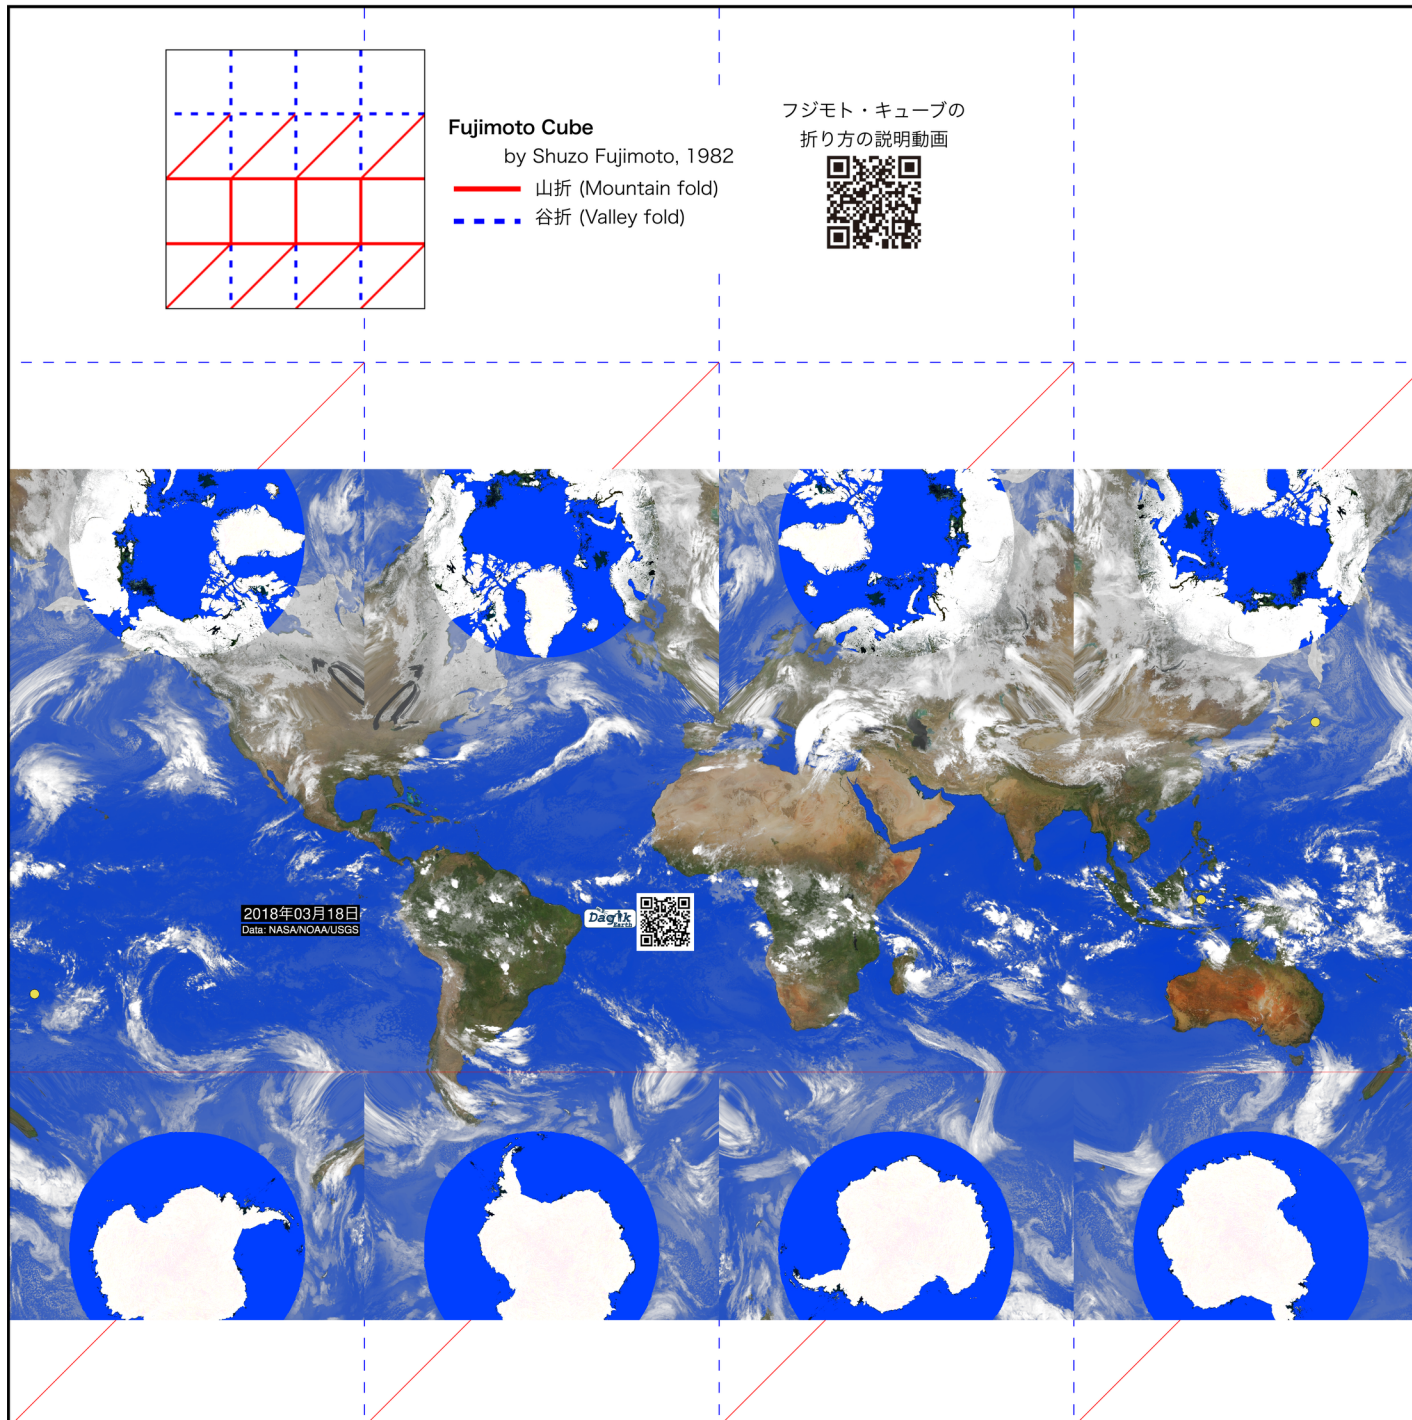 Fujimoto Cube
by Shuzo Fujimoto, 1982
山折 (Mountain fold)
谷折 (Valley fold)
フジモト・キューブの
折り方の説明動画
2018年03月18日
Data: NASA/NOAA/USGS
Dagik
Earth